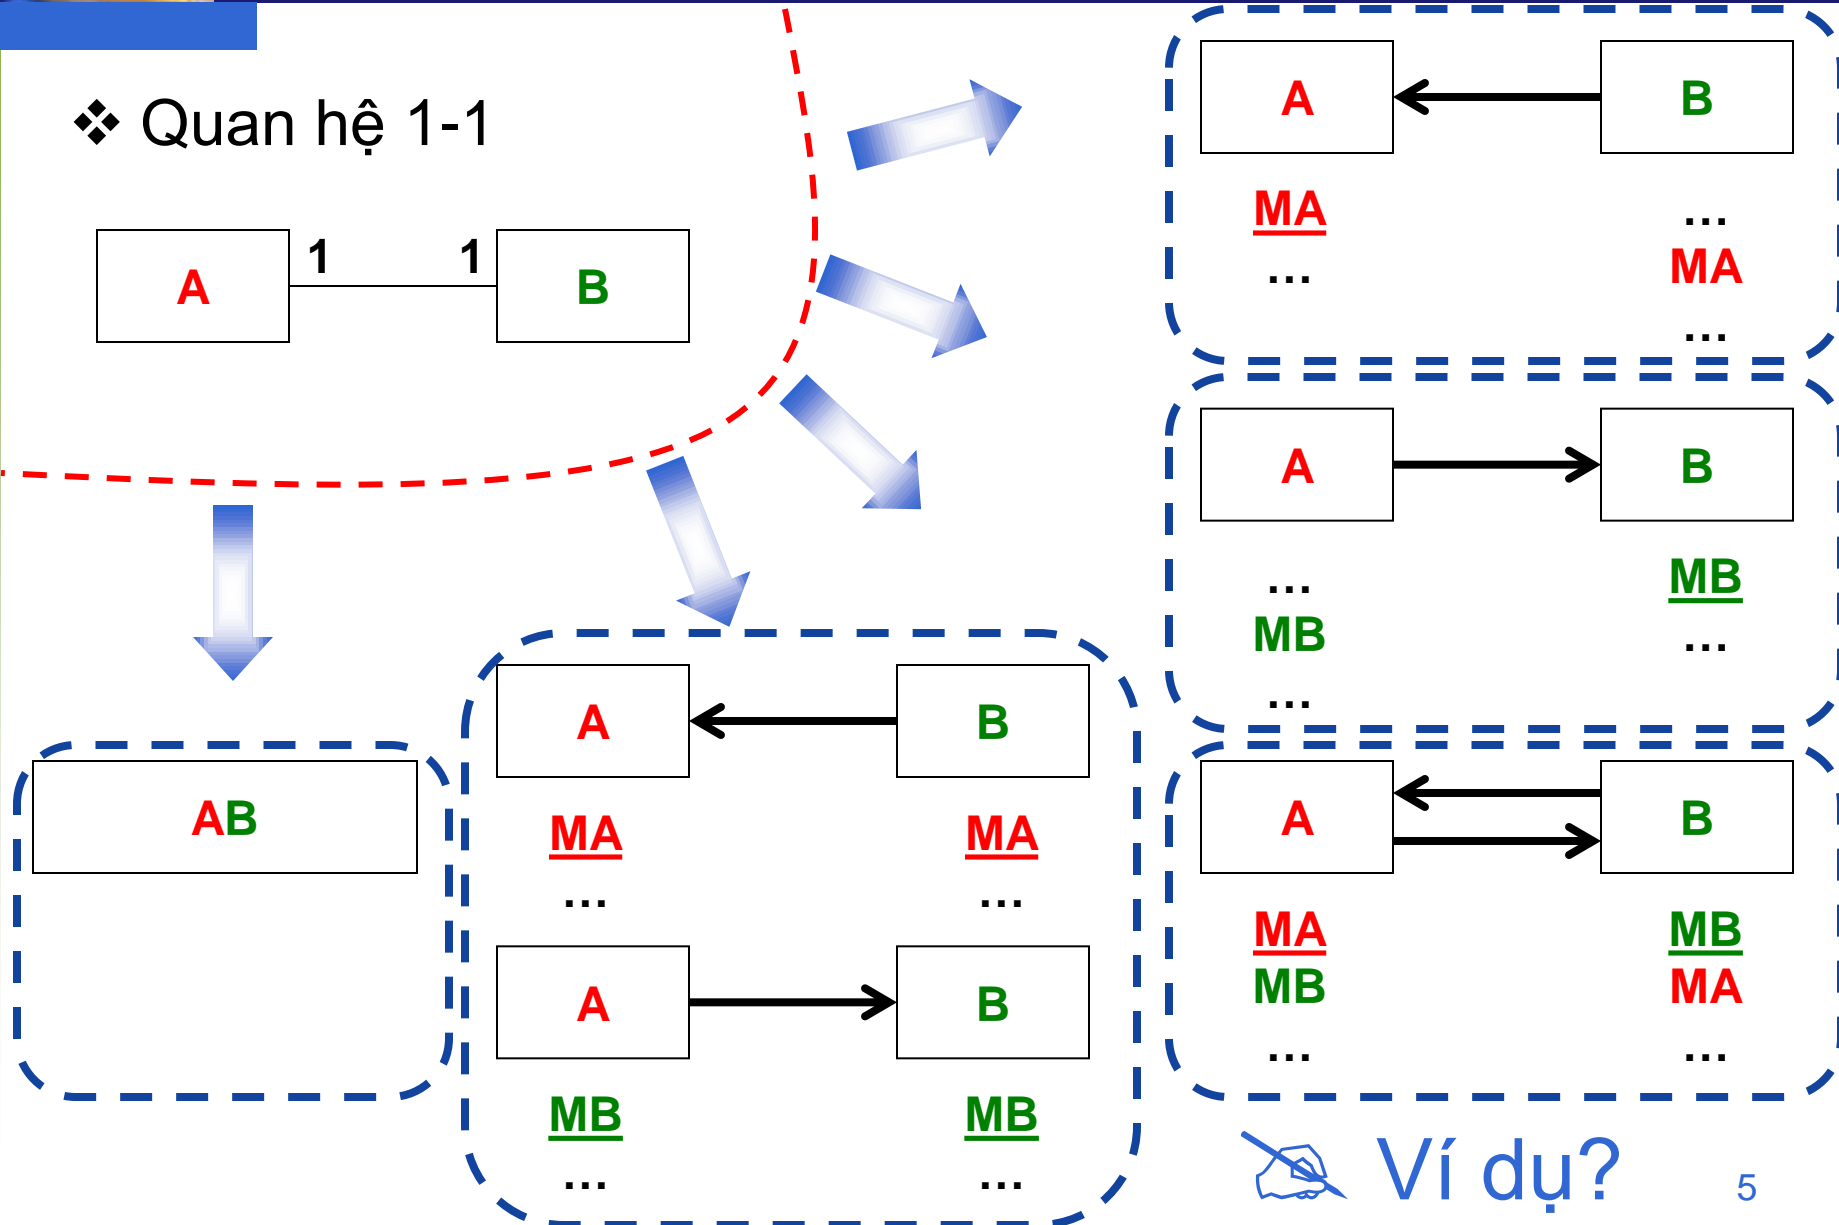 ❖ Quan hệ 1-1
A 1 1 B
A B
MA ...
... MA
...
A B
... MB
MB ...
...
A B
MA MB
MB MA
... ...
A B
MA MA
... ...
A B
MB MB
... ...
AB
Ví dụ?
5